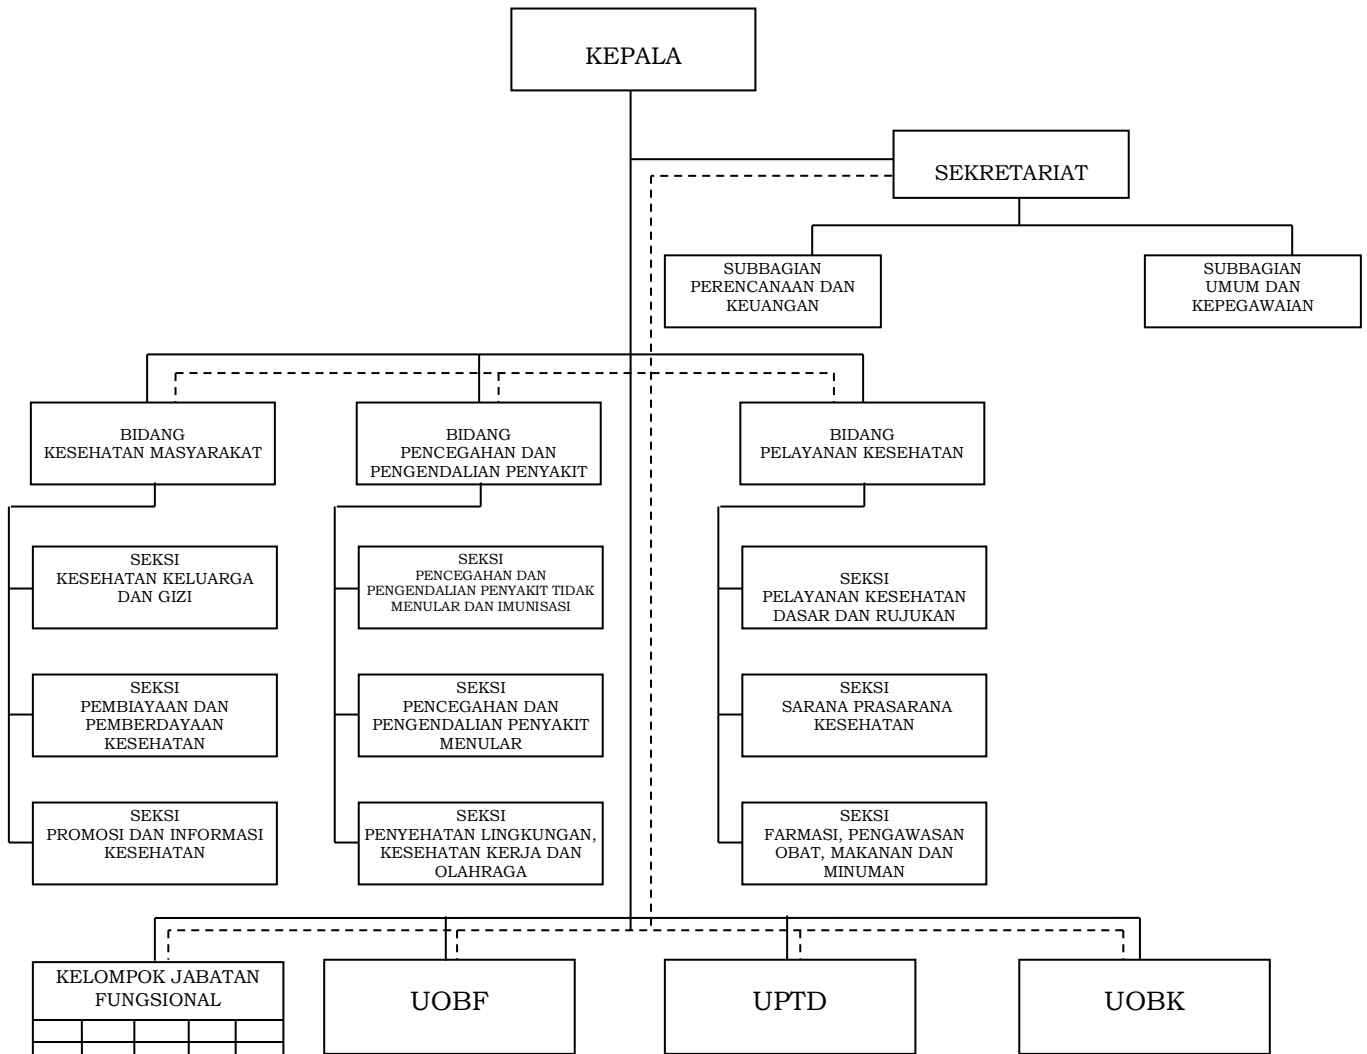 KEPALA
SEKRETARIAT
SUBBAGIAN
PERENCANAAN DAN
KEUANGAN
SUBBAGIAN
UMUM DAN
KEPEGAWAIAN
BIDANG
KESEHATAN MASYARAKAT
BIDANG
PENCEGAHAN DAN
PENGENDALIAN PENYAKIT
BIDANG
PELAYANAN KESEHATAN
SEKSI
KESEHATAN KELUARGA
DAN GIZI
SEKSI
PENCEGAHAN DAN
PENGENDALIAN PENYAKIT TIDAK
MENULAR DAN IMUNISASI
SEKSI
PELAYANAN KESEHATAN
DASAR DAN RUJUKAN
SEKSI
PEMBIAYAAN DAN
PEMBERDAYAAN
KESEHATAN
SEKSI
PENCEGAHAN DAN
PENGENDALIAN PENYAKIT
MENULAR
SEKSI
SARANA PRASARANA
KESEHATAN
SEKSI
PROMOSI DAN INFORMASI
KESEHATAN
SEKSI
PENYEHATAN LINGKUNGAN,
KESEHATAN KERJA DAN
OLAHRAGA
SEKSI
FARMASI, PENGAWASAN
OBAT, MAKANAN DAN
MINUMAN
KELOMPOK JABATAN
FUNGSIONAL
UOBF
UPTD
UOBK